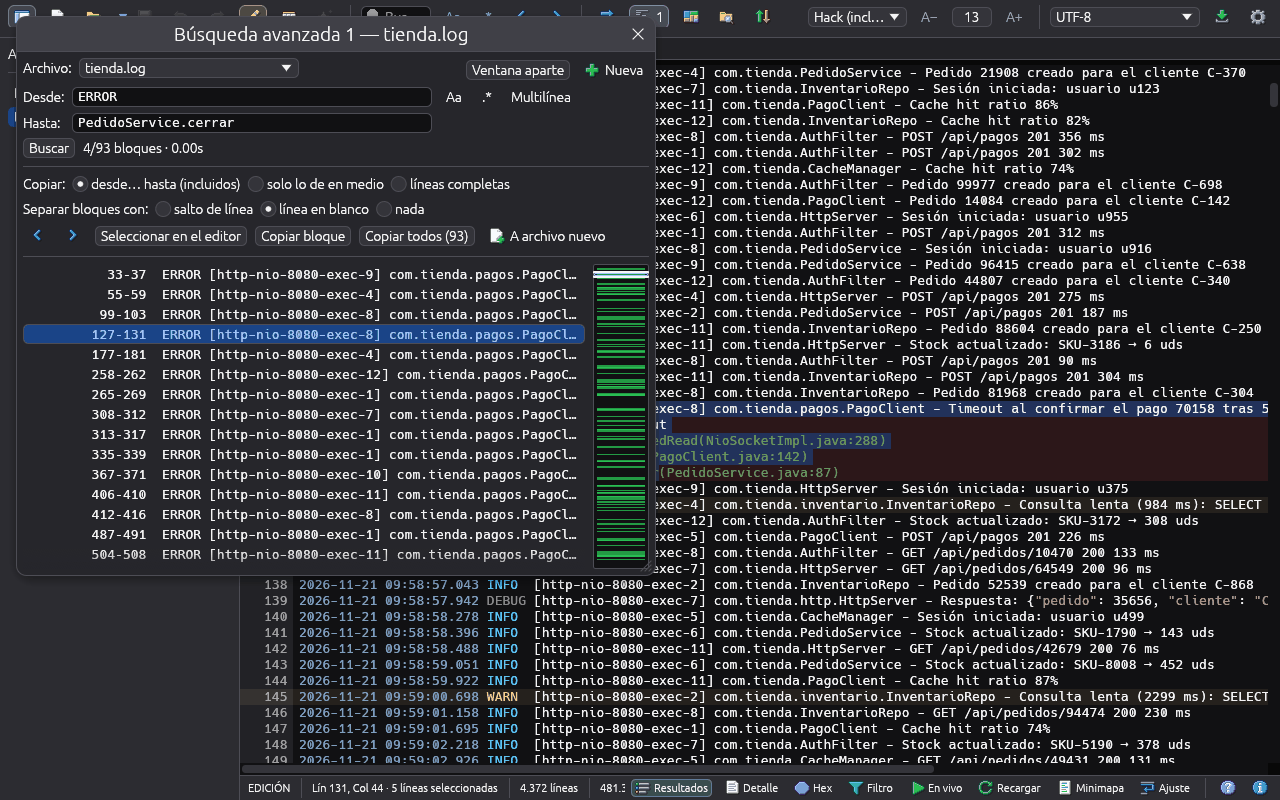 1
Hack (incl…
A−
13
A+
UTF-8
Búsqueda avanzada 1 — tienda.log
Archivo: tienda.log
Ventana aparte
Nueva
Desde: ERROR
Aa .* Multilínea
Hasta: PedidoService.cerrar
Buscar 4/93 bloques · 0.00s
Copiar: desde… hasta (incluidos) solo lo de en medio líneas completas
Separar bloques con: salto de línea línea en blanco nada
Seleccionar en el editor Copiar bloque Copiar todos (93) A archivo nuevo
33-37 ERROR [http-nio-8080-exec-9] com.tienda.pagos.PagoCl…
55-59 ERROR [http-nio-8080-exec-4] com.tienda.pagos.PagoCl…
99-103 ERROR [http-nio-8080-exec-8] com.tienda.pagos.PagoCl…
127-131 ERROR [http-nio-8080-exec-8] com.tienda.pagos.PagoCl…
177-181 ERROR [http-nio-8080-exec-4] com.tienda.pagos.PagoCl…
258-262 ERROR [http-nio-8080-exec-12] com.tienda.pagos.PagoC…
265-269 ERROR [http-nio-8080-exec-1] com.tienda.pagos.PagoCl…
308-312 ERROR [http-nio-8080-exec-7] com.tienda.pagos.PagoCl…
313-317 ERROR [http-nio-8080-exec-1] com.tienda.pagos.PagoCl…
335-339 ERROR [http-nio-8080-exec-1] com.tienda.pagos.PagoCl…
367-371 ERROR [http-nio-8080-exec-10] com.tienda.pagos.PagoC…
406-410 ERROR [http-nio-8080-exec-11] com.tienda.pagos.PagoC…
412-416 ERROR [http-nio-8080-exec-8] com.tienda.pagos.PagoCl…
487-491 ERROR [http-nio-8080-exec-1] com.tienda.pagos.PagoCl…
504-508 ERROR [http-nio-8080-exec-11] com.tienda.pagos.PagoC…
exec-4] com.tienda.PedidoService - Pedido 21908 creado para el cliente C-370
exec-7] com.tienda.InventarioRepo - Sesión iniciada: usuario u123
exec-11] com.tienda.PagoClient - Cache hit ratio 86%
exec-12] com.tienda.InventarioRepo - Cache hit ratio 82%
exec-8] com.tienda.AuthFilter - POST /api/pagos 201 356 ms
exec-1] com.tienda.AuthFilter - POST /api/pagos 201 302 ms
exec-12] com.tienda.CacheManager - Cache hit ratio 74%
exec-9] com.tienda.AuthFilter - Pedido 99977 creado para el cliente C-698
exec-12] com.tienda.PagoClient - Pedido 14084 creado para el cliente C-142
exec-6] com.tienda.HttpServer - Sesión iniciada: usuario u955
exec-1] com.tienda.AuthFilter - POST /api/pagos 201 312 ms
exec-8] com.tienda.PedidoService - Sesión iniciada: usuario u916
exec-9] com.tienda.PedidoService - Pedido 96415 creado para el cliente C-638
exec-12] com.tienda.AuthFilter - Pedido 44807 creado para el cliente C-340
exec-4] com.tienda.HttpServer - POST /api/pagos 201 275 ms
exec-2] com.tienda.PedidoService - POST /api/pagos 201 187 ms
exec-11] com.tienda.InventarioRepo - Pedido 88604 creado para el cliente C-250
exec-11] com.tienda.HttpServer - Stock actualizado: SKU-3186 → 6 uds
exec-8] com.tienda.AuthFilter - POST /api/pagos 201 90 ms
exec-11] com.tienda.InventarioRepo - POST /api/pagos 201 304 ms
exec-8] com.tienda.InventarioRepo - Pedido 81968 creado para el cliente C-304
exec-8] com.tienda.pagos.PagoClient - Timeout al confirmar el pago 70158 tras 5
ut
edRead(NioSocketImpl.java:288)
PagoClient.java:142)
(PedidoService.java:87)
exec-9] com.tienda.HttpServer - Sesión iniciada: usuario u375
exec-4] com.tienda.inventario.InventarioRepo - Consulta lenta (984 ms): SELECT
exec-12] com.tienda.AuthFilter - Stock actualizado: SKU-3172 → 308 uds
exec-5] com.tienda.PagoClient - POST /api/pagos 201 226 ms
exec-8] com.tienda.AuthFilter - GET /api/pedidos/10470 200 133 ms
exec-7] com.tienda.HttpServer - GET /api/pedidos/64549 200 96 ms
138 2026-11-21 09:58:57.043 INFO [http-nio-8080-exec-2] com.tienda.InventarioRepo - Pedido 52539 creado para el cliente C-868
139 2026-11-21 09:58:57.942 DEBUG [http-nio-8080-exec-7] com.tienda.http.HttpServer - Respuesta: {"pedido": 35656, "cliente": "C
140 2026-11-21 09:58:58.278 INFO [http-nio-8080-exec-5] com.tienda.CacheManager - Sesión iniciada: usuario u499
141 2026-11-21 09:58:58.396 INFO [http-nio-8080-exec-6] com.tienda.PedidoService - Stock actualizado: SKU-1790 → 143 uds
142 2026-11-21 09:58:58.488 INFO [http-nio-8080-exec-11] com.tienda.HttpServer - GET /api/pedidos/42679 200 76 ms
143 2026-11-21 09:58:59.051 INFO [http-nio-8080-exec-6] com.tienda.PedidoService - Stock actualizado: SKU-8008 → 452 uds
144 2026-11-21 09:58:59.922 INFO [http-nio-8080-exec-11] com.tienda.PagoClient - Cache hit ratio 87%
145 2026-11-21 09:59:00.698 WARN [http-nio-8080-exec-2] com.tienda.inventario.InventarioRepo - Consulta lenta (2299 ms): SELECT
146 2026-11-21 09:59:01.158 INFO [http-nio-8080-exec-8] com.tienda.InventarioRepo - GET /api/pedidos/94474 200 230 ms
147 2026-11-21 09:59:01.695 INFO [http-nio-8080-exec-1] com.tienda.PagoClient - Cache hit ratio 74%
148 2026-11-21 09:59:02.218 INFO [http-nio-8080-exec-7] com.tienda.AuthFilter - Stock actualizado: SKU-5190 → 378 uds
149 2026-11-21 09:59:02.926 INFO [http-nio-8080-exec-5] com.tienda.CacheManager - GET /api/pedidos/49431 200 131 ms
EDICIÓN Lín 131, Col 44 · 5 líneas seleccionadas 4.372 líneas 481.3 Resultados Detalle Hex Filtro En vivo Recargar Minimapa Ajuste